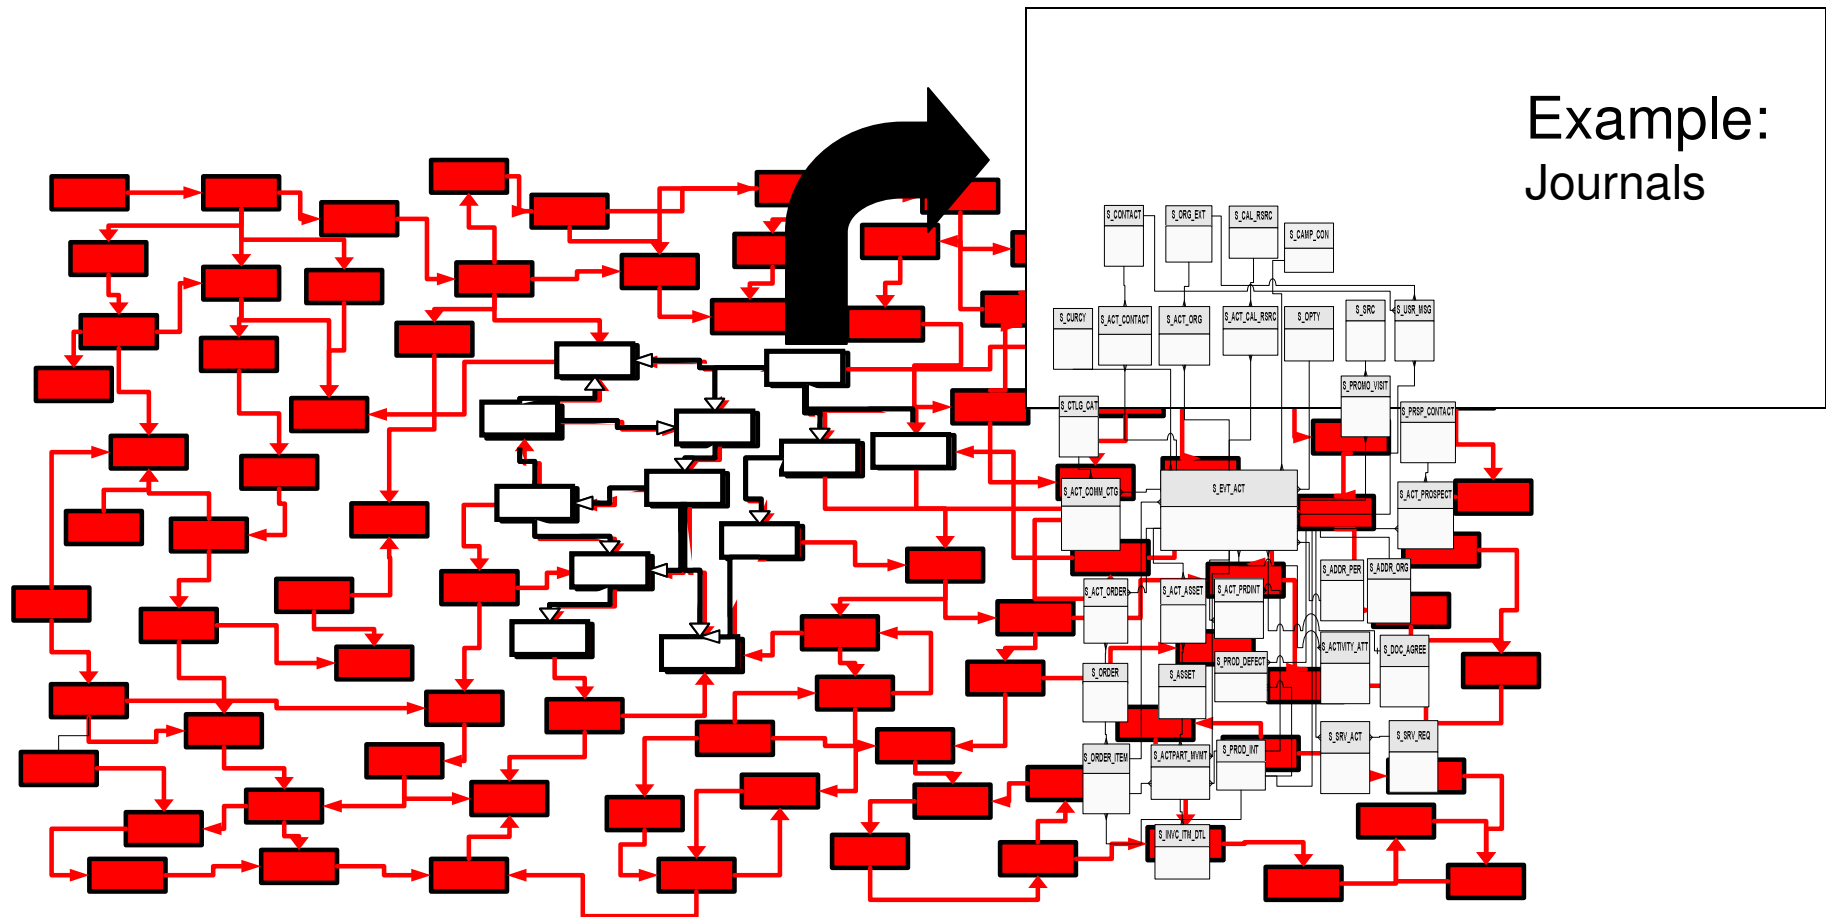 Example:
Journals
S_CONTACT
S_ORG_EXT
S_CAL_RSRC
S_CAMP_CON
S_CURCY
S_ACT_CONTACT
S_ACT_ORG
S_ACT_CAL_RSRC
S_OPTY
S_SRC
S_USR_MSG
S_PROMO_VISIT
S_CTLG_CAT
S_PRSP_CONTACT
S_ACT_COMM_CTG
S_EVT_ACT
S_ACT_PROSPECT
S_ADDR_PER
S_ADDR_ORG
S_ACT_ORDER
S_ACT_ASSET
S_ACT_PRDINT
S_ACTIVITY_ATT
S_DOC_AGREE
S_ORDER
S_ASSET
S_PROD_DEFECT
S_SRV_ACT
S_SRV_REQ
S_ORDER_ITEM
S_ACTPART_MVMT
S_PROD_INT
S_INVC_ITM_DTL